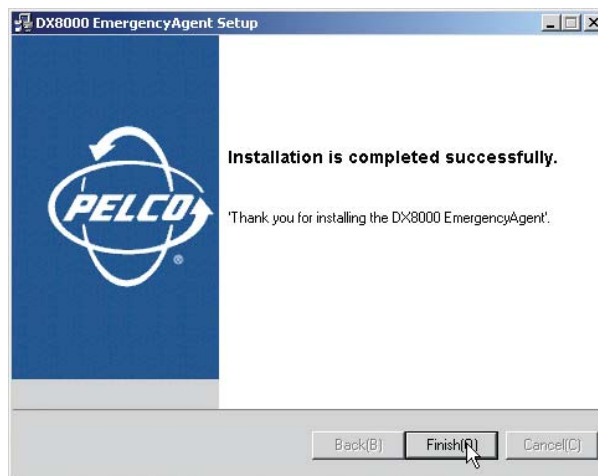 DX8000 EmergencyAgent Setup
PELCO
®
Installation is completed successfully.
'Thank you for installing the DX8000 EmergencyAgent'.
Back(B)
Cancel(C)